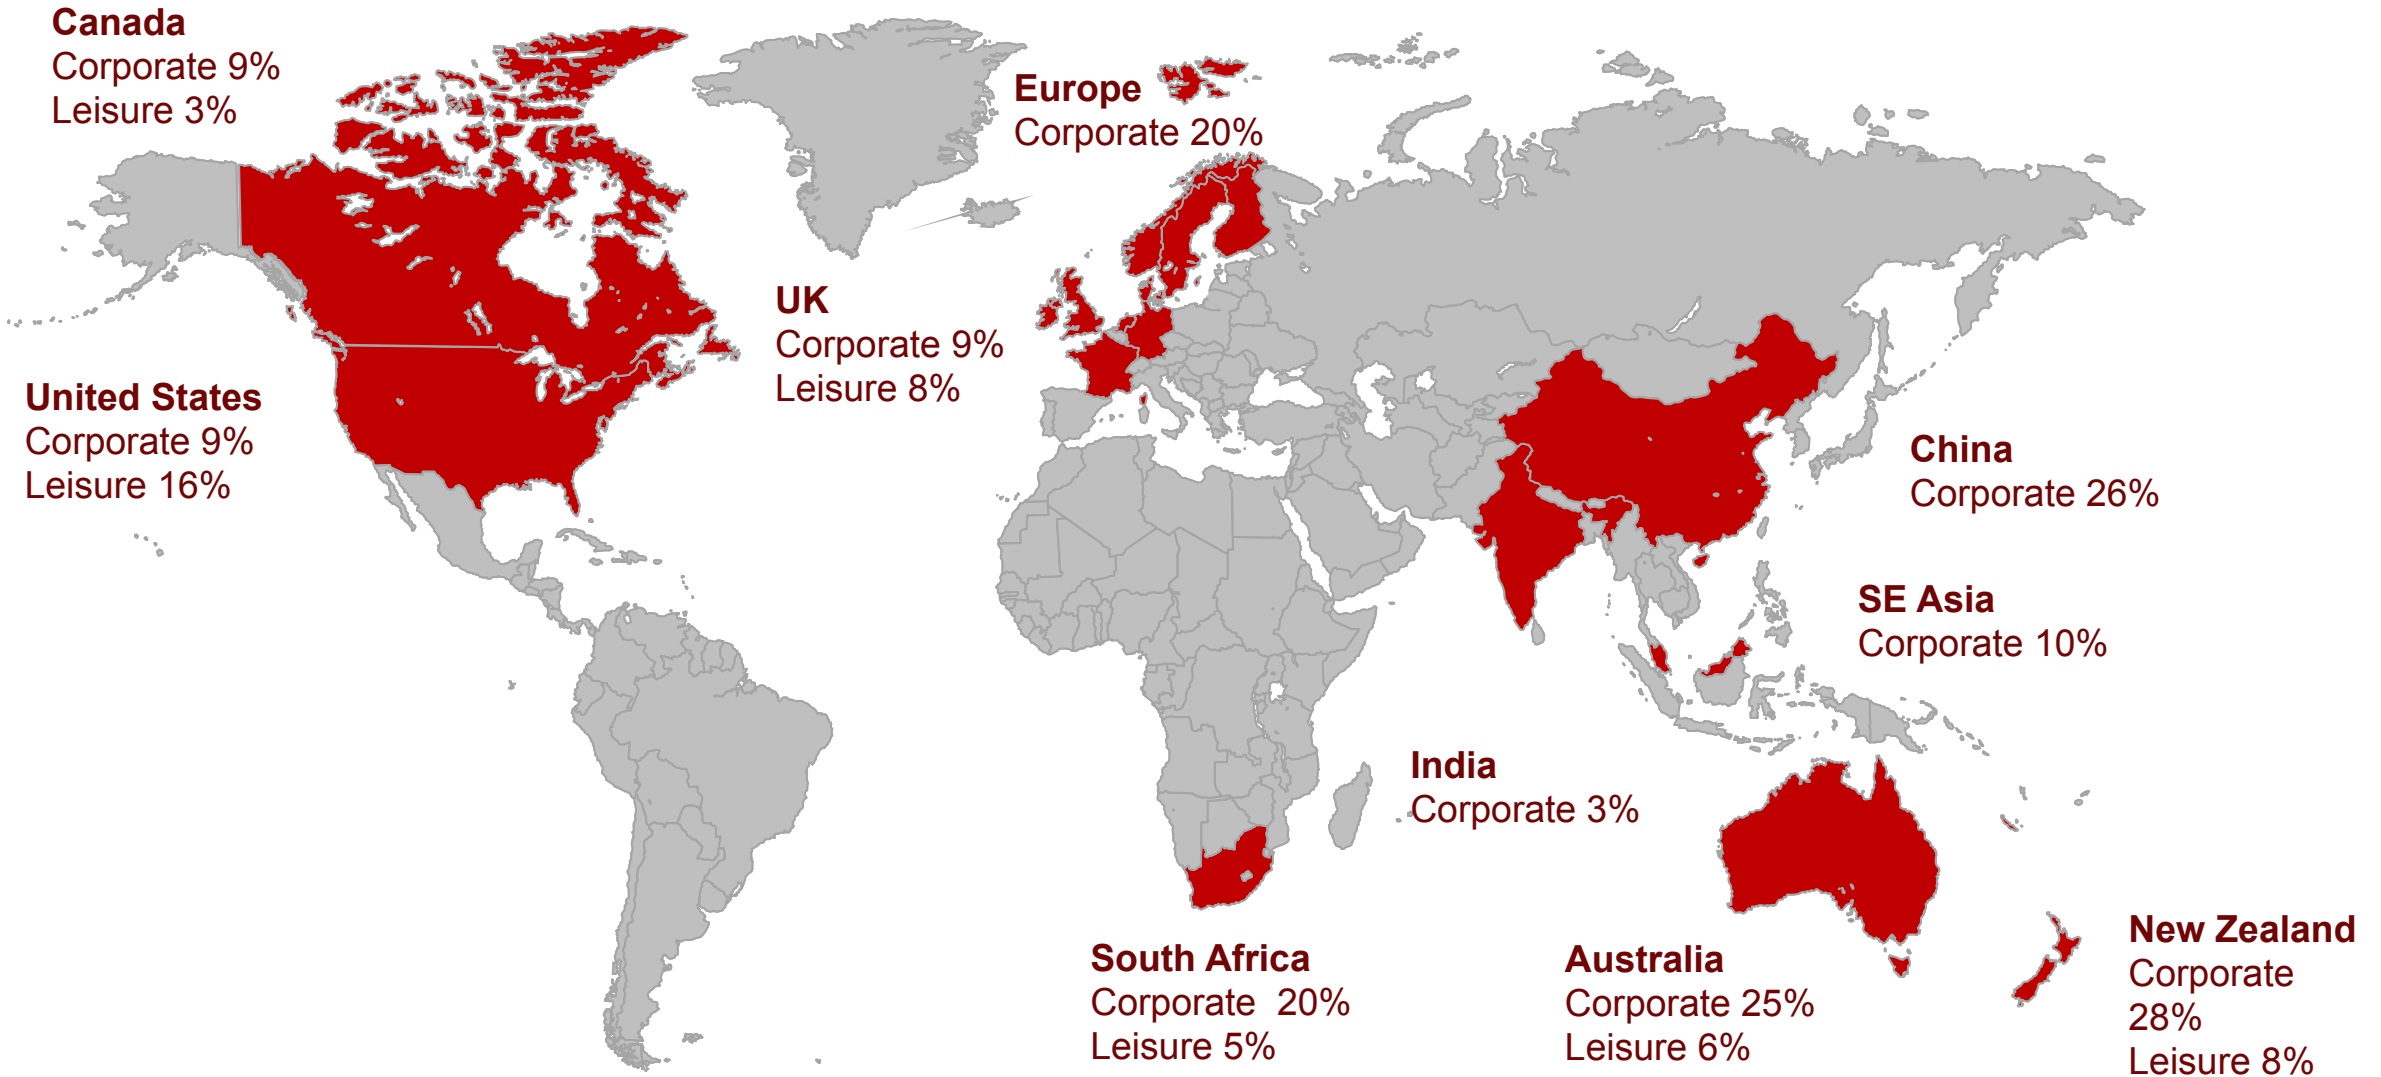 Canada
Corporate 9%
Leisure 3%
Europe
Corporate 20%
UK
Corporate 9%
Leisure 8%
United States
Corporate 9%
Leisure 16%
China
Corporate 26%
SE Asia
Corporate 10%
India
Corporate 3%
South Africa
Corporate  20%
Leisure 5%
Australia
Corporate 25%
Leisure 6%
New Zealand
Corporate
28%
Leisure 8%